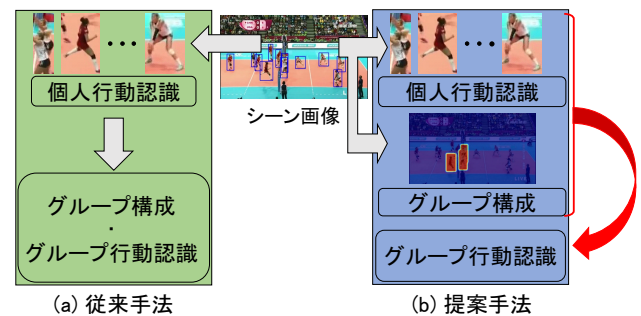 個人行動認識
グループ構成
・
グループ行動認識
(a) 従来手法
シーン画像
個人行動認識
グループ構成
グループ行動認識
(b) 提案手法